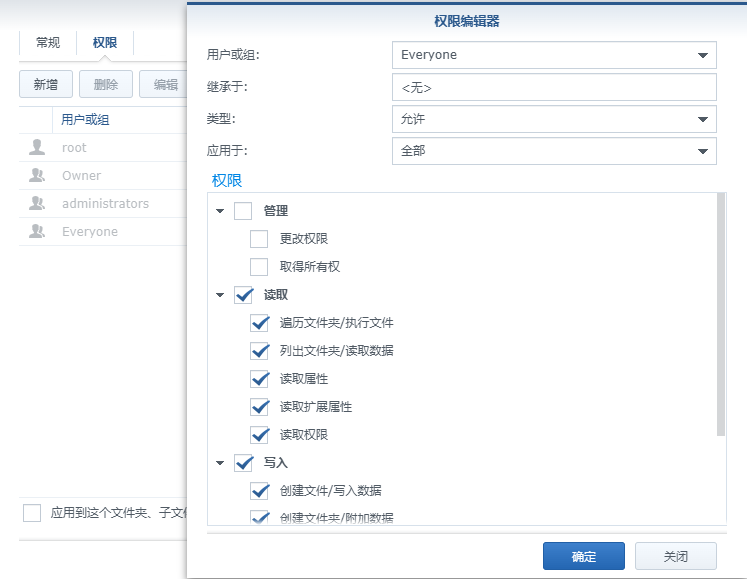 常规 权限
新增 删除 编辑
用户或组
root
Owner
administrators
Everyone
应用到这个文件夹、子文件
权限编辑器
用户或组: Everyone
继承于: <无>
类型: 允许
应用于: 全部
权限
管理
更改权限
取得所有权
读取
遍历文件夹/执行文件
列出文件夹/读取数据
读取属性
读取扩展属性
读取权限
写入
创建文件/写入数据
创建文件夹/附加数据
确定 关闭